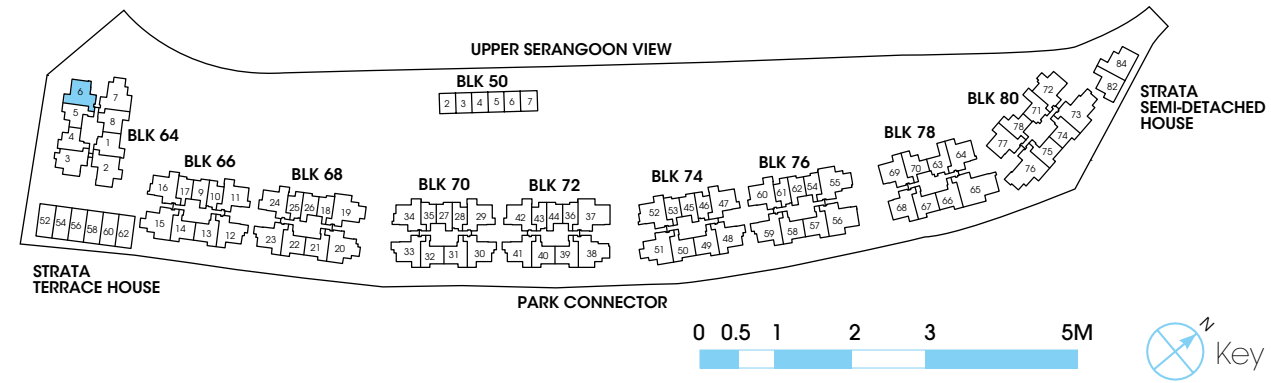 UPPER SERANGOON VIEW
BLK 50
2 3 4 5 6 7
84
82
STRATA
SEMI-DETACHED
HOUSE
BLK 80
72
71
73
78
74
77
75
76
6
7
5
8
4
1
3
2
BLK 64
BLK 78
69 70 63 64
68 67 66 65
BLK 66
16 17 9 10 11
15 14 13 12
BLK 68
24 25 26 18 19
23 22 21 20
BLK 70
34 35 27 28 29
33 32 31 30
BLK 72
42 43 44 36 37
41 40 39 38
BLK 74
52 53 45 46 47
51 50 49 48
BLK 76
60 61 62 54 55
59 58 57 56
52 54 56 58 60 62
STRATA
TERRACE HOUSE
PARK CONNECTOR
0 0.5 1 2 3 5M
N
Key